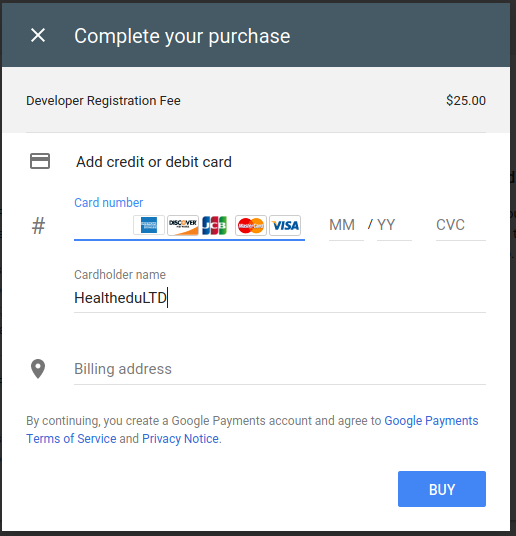 Complete your purchase
Developer Registration Fee $25.00
Add credit or debit card
Card number
# AMERICAN EXPRESS DISCOVER JCB MasterCard VISA MM / YY CVC
Cardholder name
HealtheduLTD
Billing address
By continuing, you create a Google Payments account and agree to Google Payments
Terms of Service and Privacy Notice.
BUY